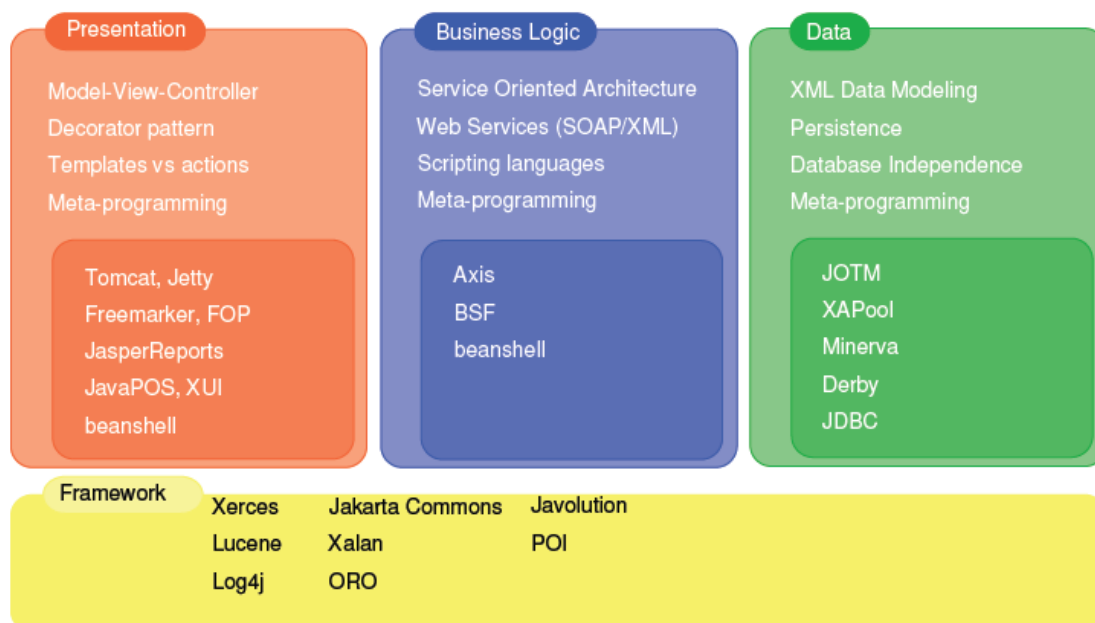 Presentation
Model-View-Controller
Decorator pattern
Templates vs actions
Meta-programming
Tomcat, Jetty
Freemarker, FOP
JasperReports
JavaPOS, XUI
beanshell
Business Logic
Service Oriented Architecture
Web Services (SOAP/XML)
Scripting languages
Meta-programming
Axis
BSF
beanshell
Data
XML Data Modeling
Persistence
Database Independence
Meta-programming
JOTM
XAPool
Minerva
Derby
JDBC
Framework
Xerces Jakarta Commons Javolution
Lucene Xalan POI
Log4j ORO